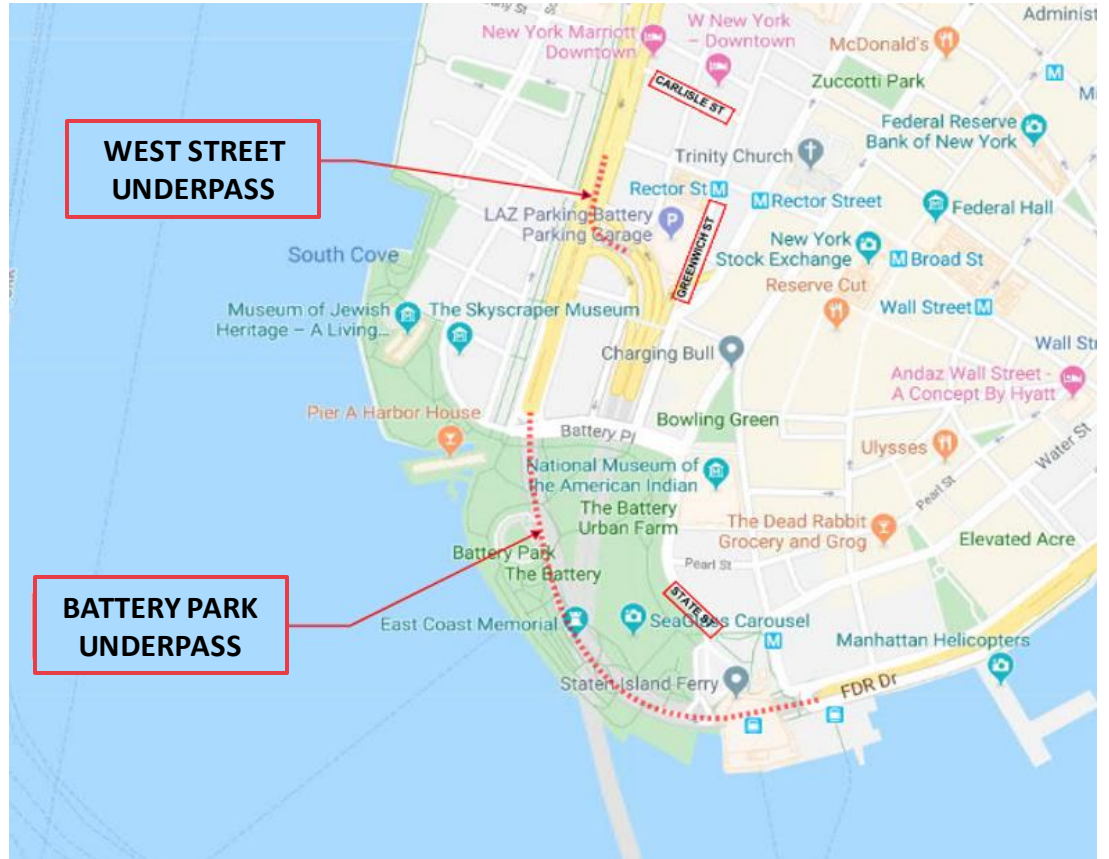 New York Marriott
Downtown
W New York
– Downtown
Administ
McDonald's
Zuccotti Park
CARLISLE ST
Federal Reserve
Bank of New York
WEST STREET
UNDERPASS
Trinity Church
Rector St
Rector Street
Federal Hall
LAZ Parking Battery
Parking Garage
GREENWICH ST
New York
Stock Exchange
Broad St
South Cove
Reserve Cut
Museum of Jewish
Heritage – A Living...
The Skyscraper Museum
Wall Street
Wall Str
Charging Bull
Andaz Wall Street -
A Concept By Hyatt
Pier A Harbor House
Battery Pl
Bowling Green
Ulysses
Water St
National Museum of
the American Indian
Pearl St
The Battery
Urban Farm
The Dead Rabbit
Grocery and Grog
Elevated Acre
Battery Park
The Battery
Pearl St
BATTERY PARK
UNDERPASS
STATE ST
East Coast Memorial
SeaGlass Carousel
Manhattan Helicopters
Staten Island Ferry
FDR Dr